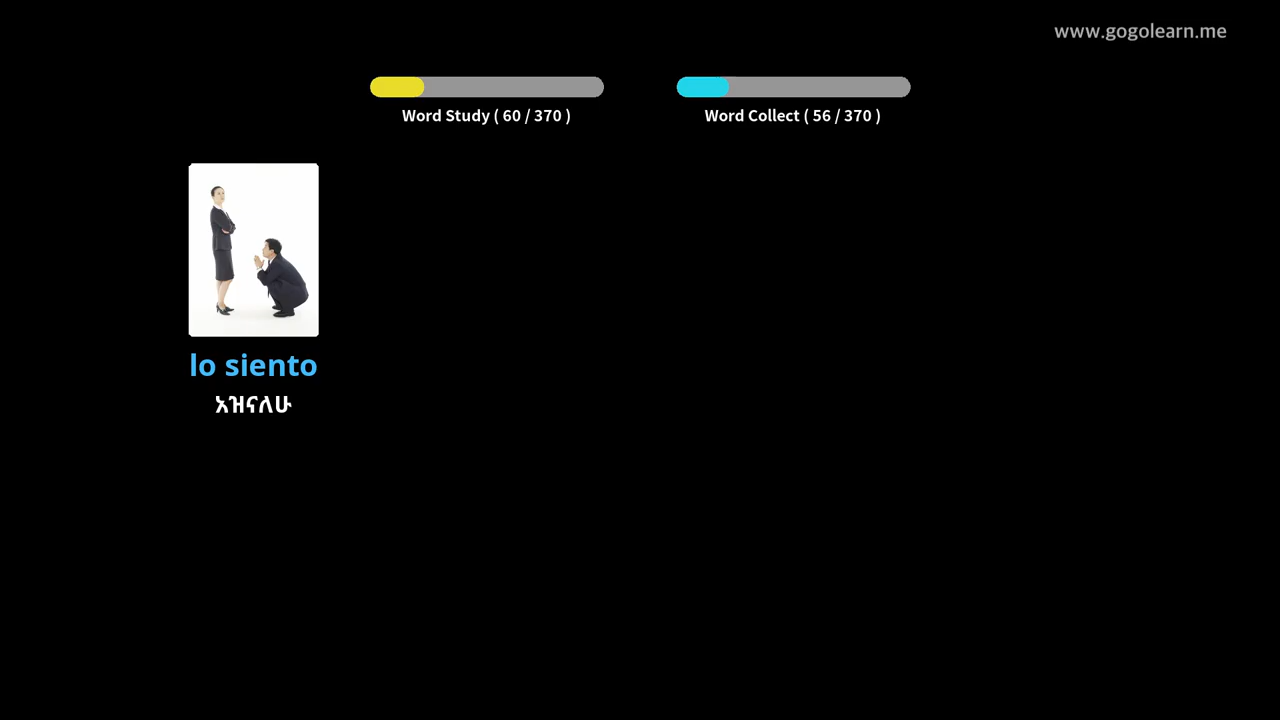 www.gogolearn.me
Word Study ( 60 / 370 )
Word Collect ( 56 / 370 )
lo siento
አዝናለሁ